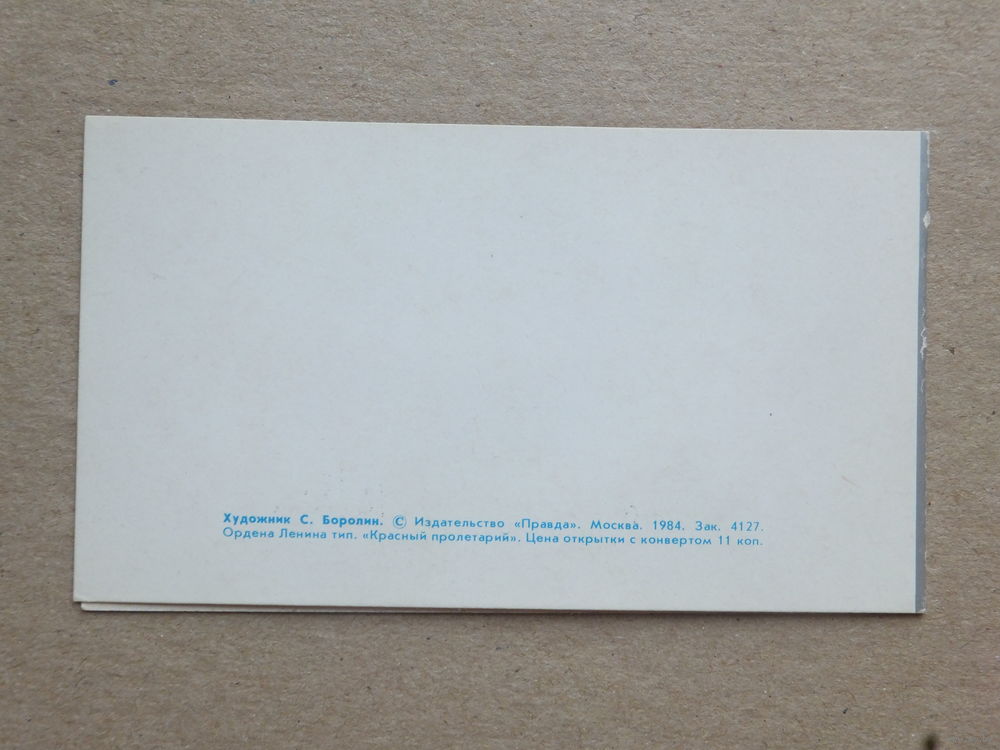 Художник С. Боролин. © Издательство «Правда». Москва. 1984. Зак. 4127.
Ордена Ленина тип. «Красный пролетарий». Цена открытки с конвертом 11 коп.